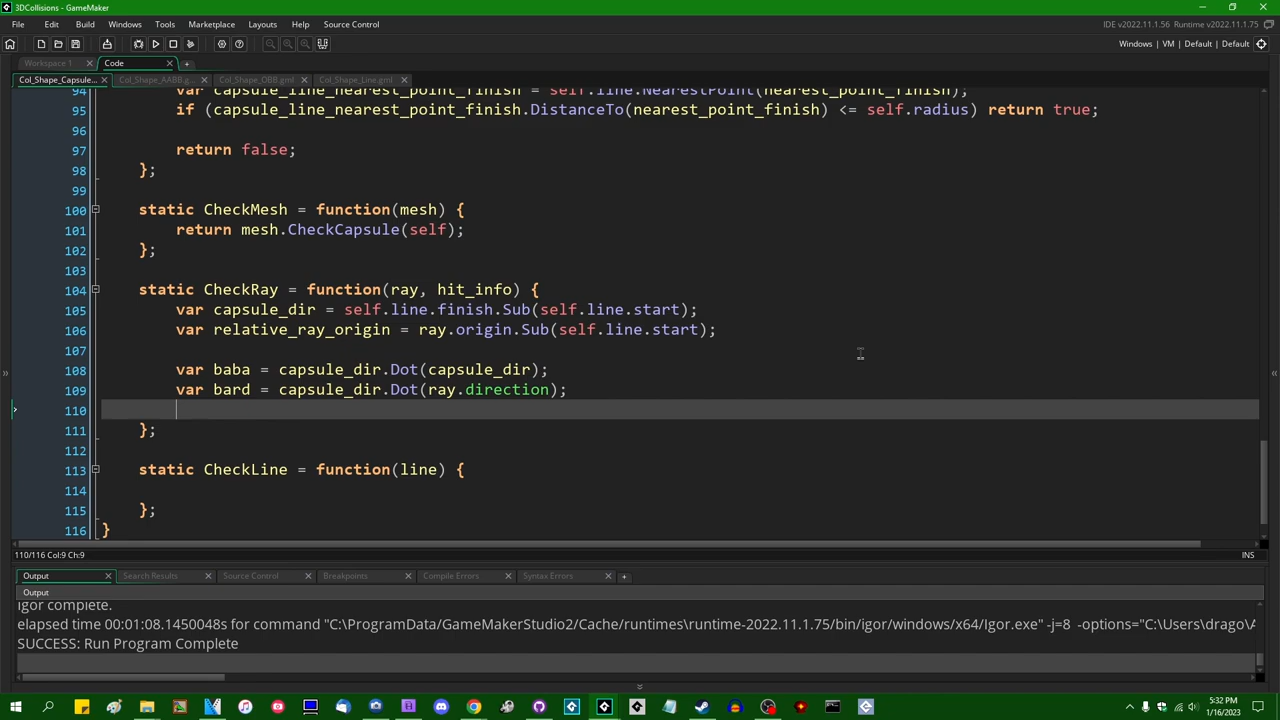 3DCollisions - GameMaker
File Edit Build Windows Tools Marketplace Layouts Help Source Control
IDE v2022.11.1.56 Runtime v2022.11.1.75
Windows | VM | Default | Default
Workspace 1 Code
Col_Shape_Capsule... Col_Shape_AABB.g... Col_Shape_OBB.gml Col_Shape_Line.gml
94 var capsule_line_nearest_point_finish = self.line.NearestPoint(nearest_point_finish);
95 if (capsule_line_nearest_point_finish.DistanceTo(nearest_point_finish) <= self.radius) return true;
96
97 return false;
98 };
99
100 static CheckMesh = function(mesh) {
101 return mesh.CheckCapsule(self);
102 };
103
104 static CheckRay = function(ray, hit_info) {
105 var capsule_dir = self.line.finish.Sub(self.line.start);
106 var relative_ray_origin = ray.origin.Sub(self.line.start);
107
108 var baba = capsule_dir.Dot(capsule_dir);
109 var bard = capsule_dir.Dot(ray.direction);
110
111 };
112
113 static CheckLine = function(line) {
114
115 };
116 }
110/116 Col:9 Ch:9
INS
Output Search Results Source Control Breakpoints Compile Errors Syntax Errors
Output
Igor complete.
elapsed time 00:01:08.1450048s for command "C:\ProgramData/GameMakerStudio2/Cache/runtimes\runtime-2022.11.1.75/bin/igor/windows/x64/Igor.exe" -j=8 -options="C:\Users\drago\A
SUCCESS: Run Program Complete
5:32 PM
1/16/2023